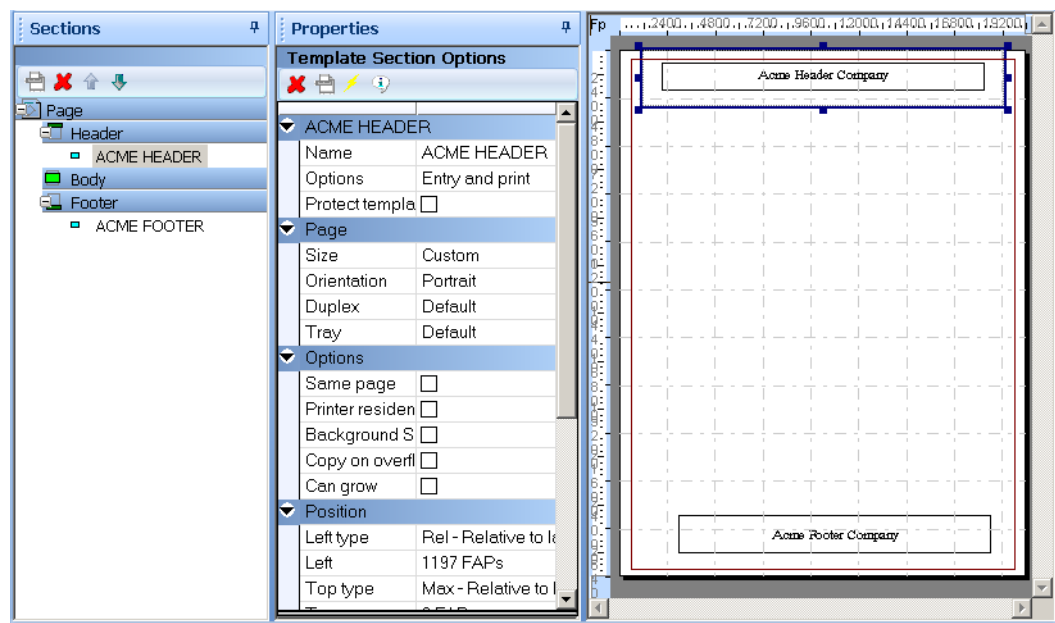 Sections
Page
Header
ACME HEADER
Body
Footer
ACME FOOTER
Properties
Template Section Options
ACME HEADER
Name ACME HEADER
Options Entry and print
Protect templa
Page
Size Custom
Orientation Portrait
Duplex Default
Tray Default
Options
Same page
Printer residen
Background S
Copy on overfl
Can grow
Position
Left type Rel - Relative to la
Left 1197 FAPs
Top type Max - Relative to l
Fp 2400 4800 7200 9600 12000 14400 16800 19200
Acme Header Company
Acme Footer Company